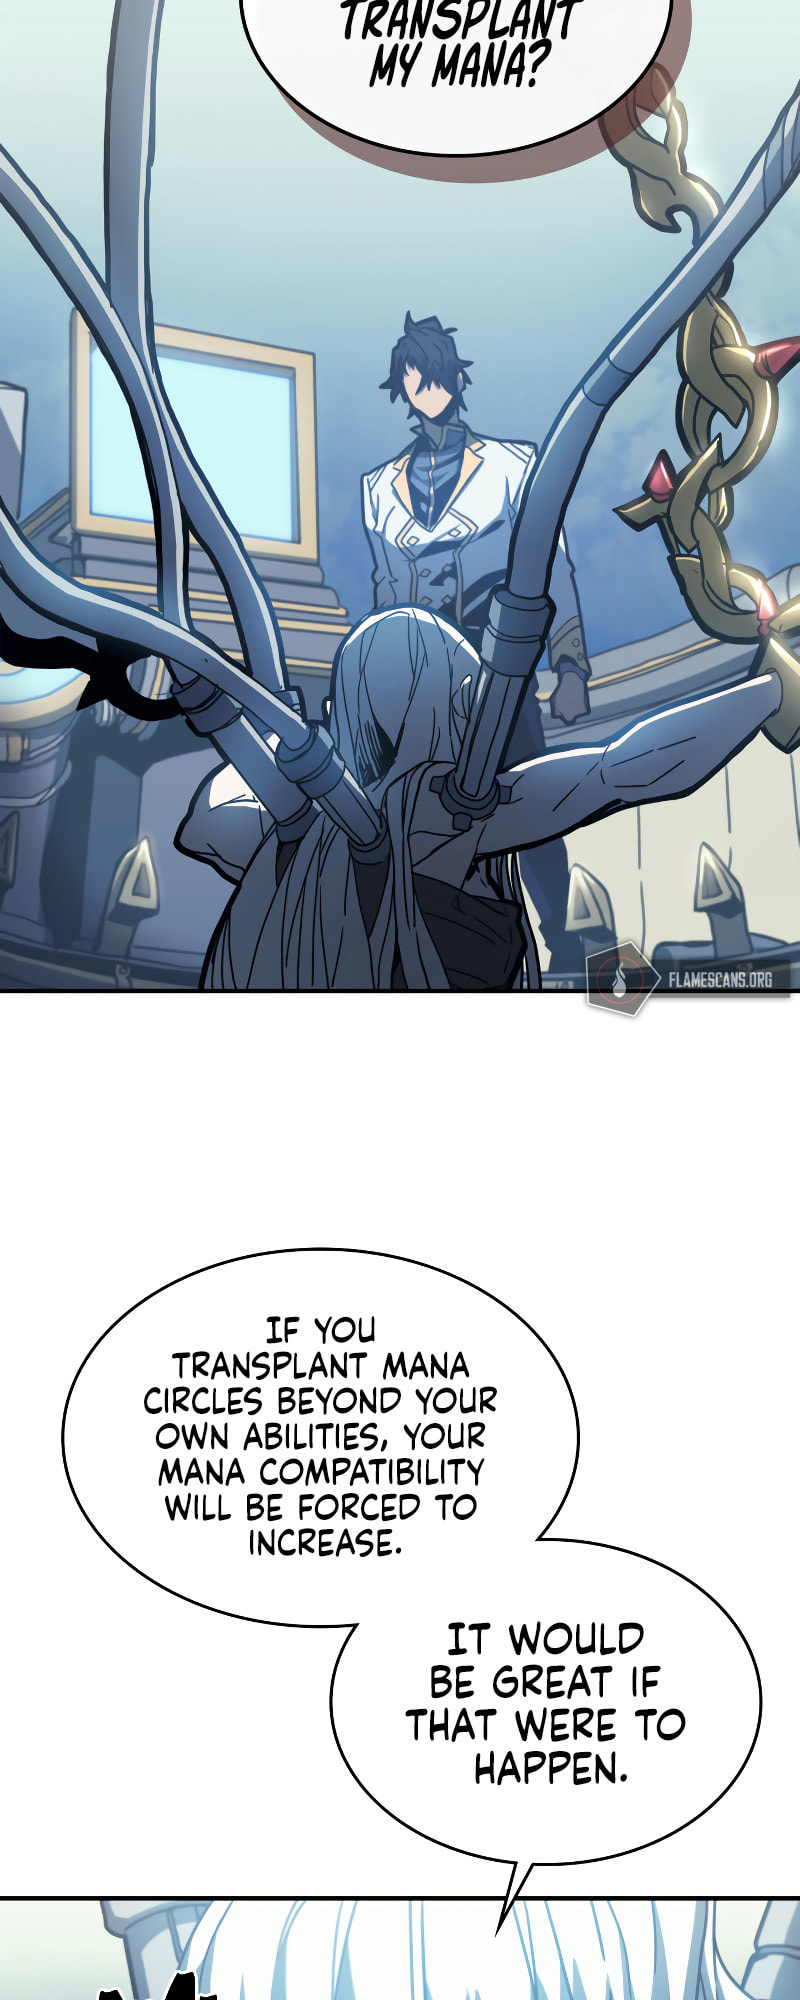 TRANSPLANT
MY MANA?
FLAMESCANS.ORG
IF YOU
TRANSPLANT MANA
CIRCLES BEYOND YOUR
OWN ABILITIES, YOUR
MANA COMPATIBILITY
WILL BE FORCED TO
INCREASE.
IT WOULD
BE GREAT IF
THAT WERE TO
HAPPEN.